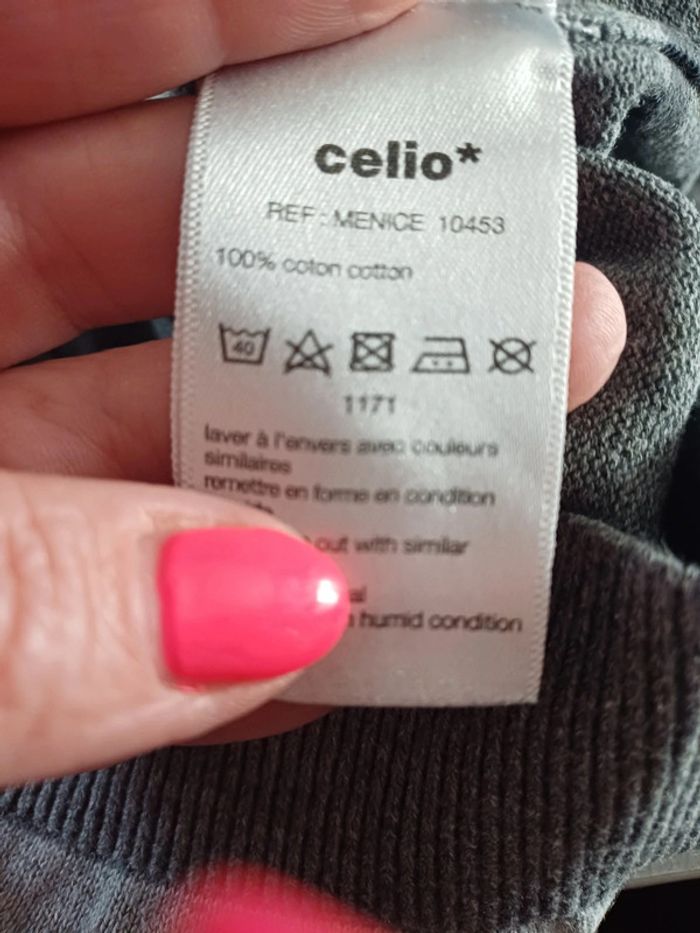 celio*
REF : MENICE 10453
100% coton cotton
40
1171
laver à l'envers avec couleurs
similaires
remettre en forme en condition
out with similar
humid condition